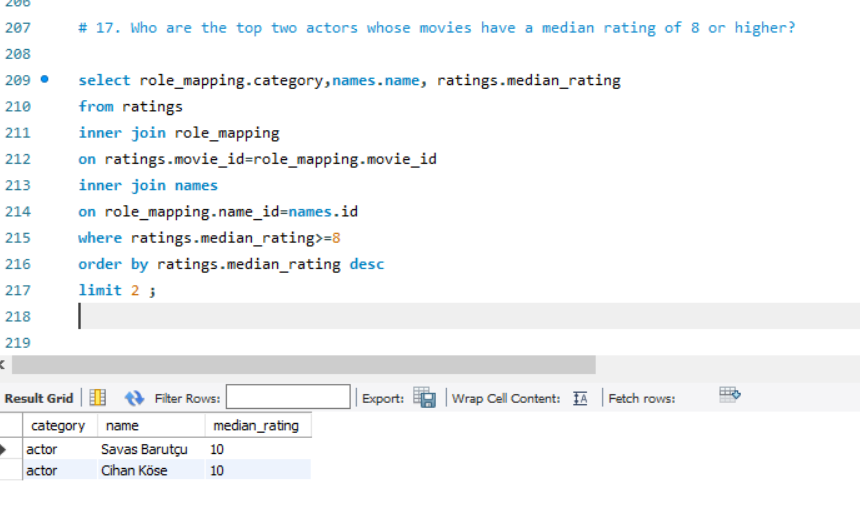 206
207 # 17. Who are the top two actors whose movies have a median rating of 8 or higher?
208
209 select role_mapping.category,names.name, ratings.median_rating
210 from ratings
211 inner join role_mapping
212 on ratings.movie_id=role_mapping.movie_id
213 inner join names
214 on role_mapping.name_id=names.id
215 where ratings.median_rating>=8
216 order by ratings.median_rating desc
217 limit 2 ;
218
219
Result Grid Filter Rows: Export: Wrap Cell Content: IA Fetch rows:
category name median_rating
actor Savas Barutçu 10
actor Cihan Köse 10